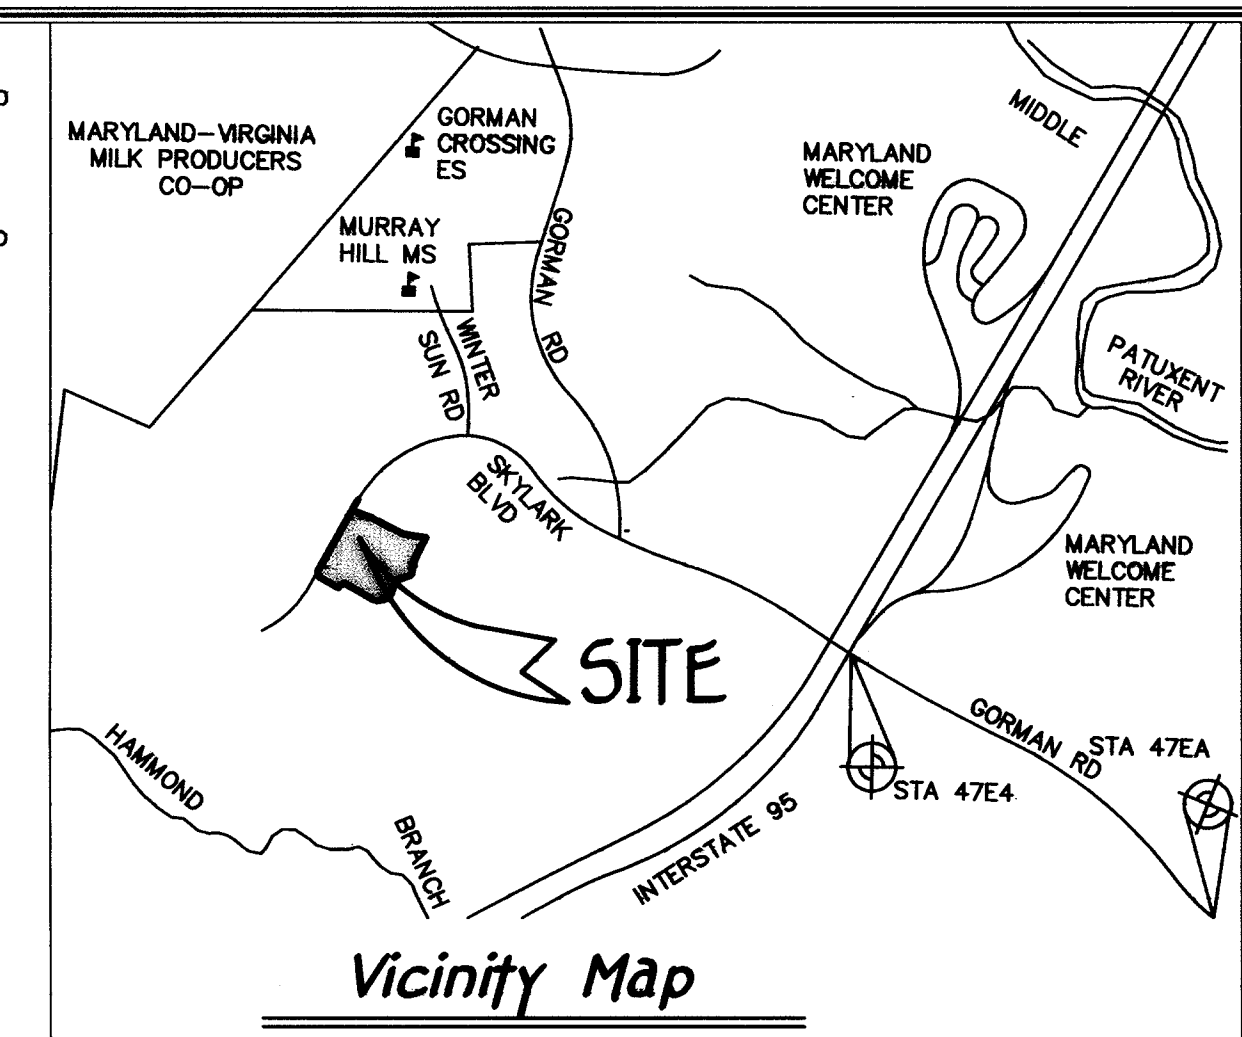 MARYLAND-VIRGINIA
MILK PRODUCERS
CO-OP
GORMAN
CROSSING
ES
MURRAY
HILL MS
GORMAN RD
WINTER
SUN RD
MARYLAND
WELCOME
CENTER
MIDDLE
PATUXENT
RIVER
SKYLARK
BLVD
MARYLAND
WELCOME
CENTER
SITE
GORMAN RD
STA 47EA
STA 47E4
INTERSTATE 95
HAMMOND
BRANCH
Vicinity Map